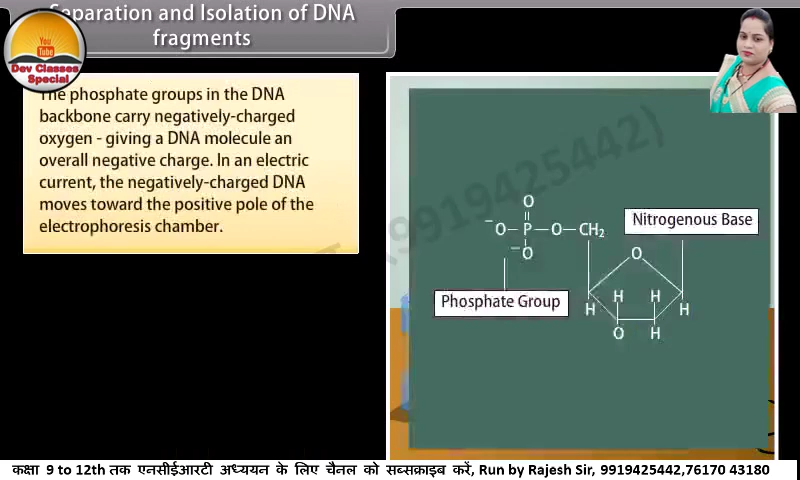 Separation and Isolation of DNA
fragments
You
Tube
Dev Classes
Special
The phosphate groups in the DNA
backbone carry negatively-charged
oxygen - giving a DNA molecule an
overall negative charge. In an electric
current, the negatively-charged DNA
moves toward the positive pole of the
electrophoresis chamber.
9919425442)
O
Nitrogenous Base
⁻O–P–O–CH₂
⁻O
O
Phosphate Group
H H
H H
O H
कक्षा 9 to 12th तक एनसीईआरटी अध्ययन के लिए चैनल को सब्सक्राइब करें, Run by Rajesh Sir, 9919425442,76170 43180